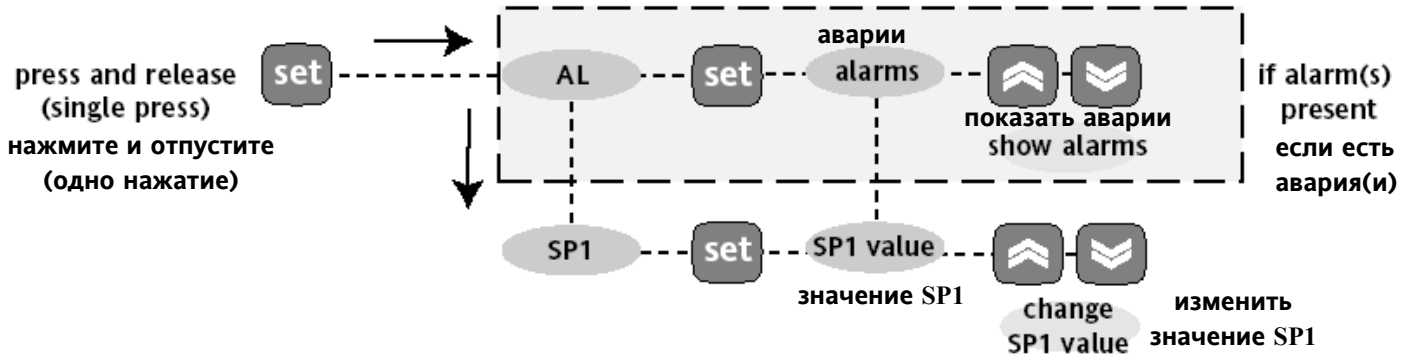 press and release
(single press)
нажмите и отпустите
(одно нажатие)
set
AL
set
аварии
alarms
показать аварии
show alarms
if alarm(s)
present
если есть
авария(и)
SP1
set
SP1 value
значение SP1
change
SP1 value
изменить
значение SP1